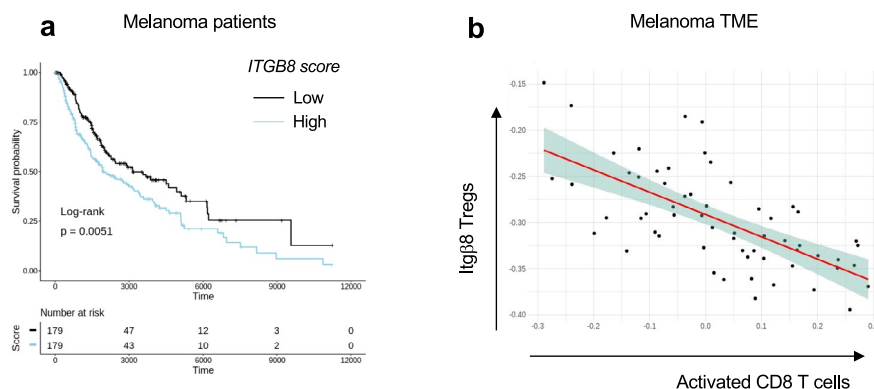 a
Melanoma patients
ITGB8 score
Low
High
Survival probability
1.00
0.75
0.50
0.25
0.00
Log-rank
p = 0.0051
0 3000 6000 9000 12000
Time
Number at risk
Score
179 47 12 3 0
179 43 10 2 0
0 3000 6000 9000 12000
Time
b
Melanoma TME
Itgβ8 Tregs
-0.15
-0.20
-0.25
-0.30
-0.35
-0.40
-0.3 -0.2 -0.1 0.0 0.1 0.2 0.3
Activated CD8 T cells